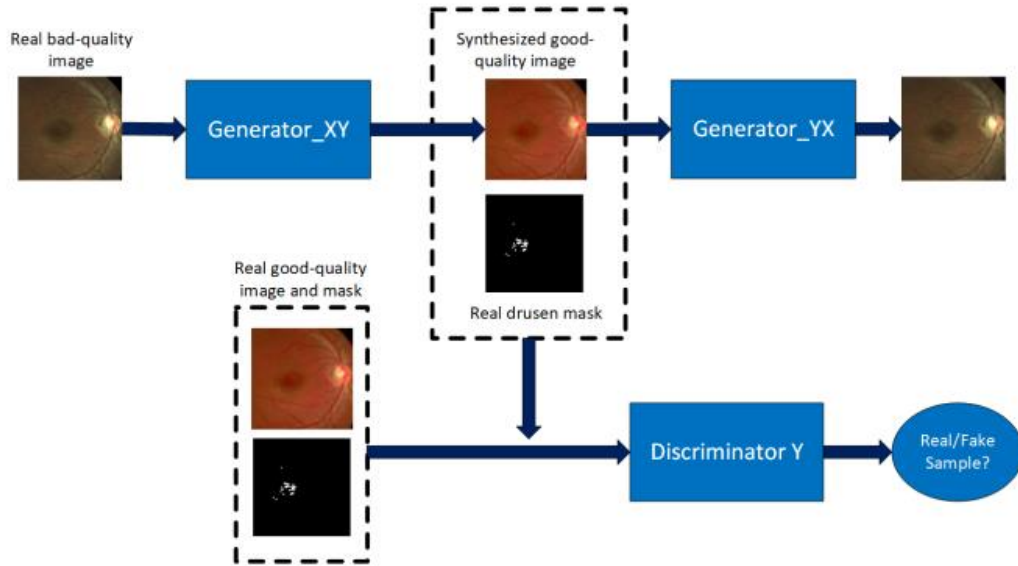 Real bad-quality
image
Synthesized good-
quality image
Generator_XY
Generator_YX
Real good-quality
image and mask
Real drusen mask
Discriminator Y
Real/Fake
Sample?